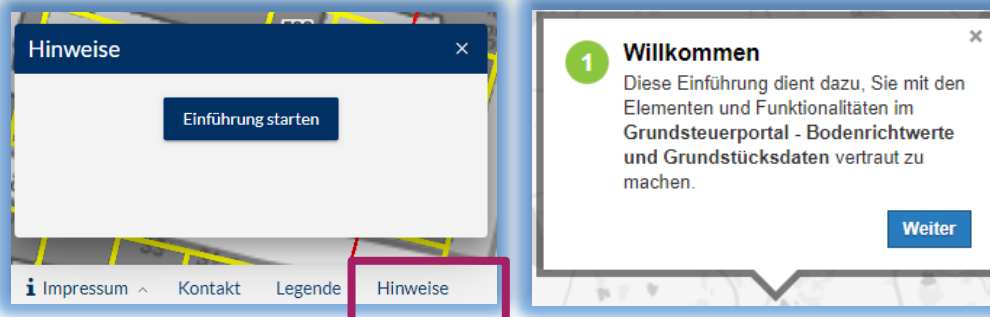 Hinweise ×
Einführung starten
i Impressum ^ Kontakt Legende Hinweise
×
1 Willkommen
Diese Einführung dient dazu, Sie mit den
Elementen und Funktionalitäten im
Grundsteuerportal - Bodenrichtwerte
und Grundstücksdaten vertraut zu
machen.
Weiter